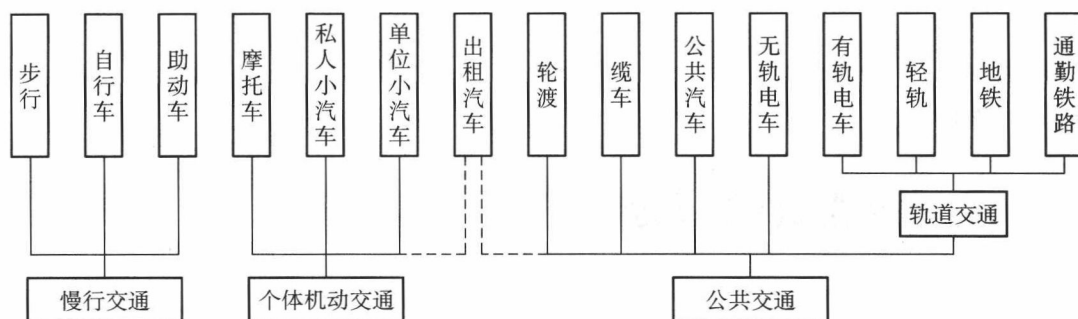 步行
自行车
助动车
摩托车
私人小汽车
单位小汽车
出租汽车
轮渡
缆车
公共汽车
无轨电车
有轨电车
轻轨
地铁
通勤铁路
轨道交通
慢行交通
个体机动交通
公共交通